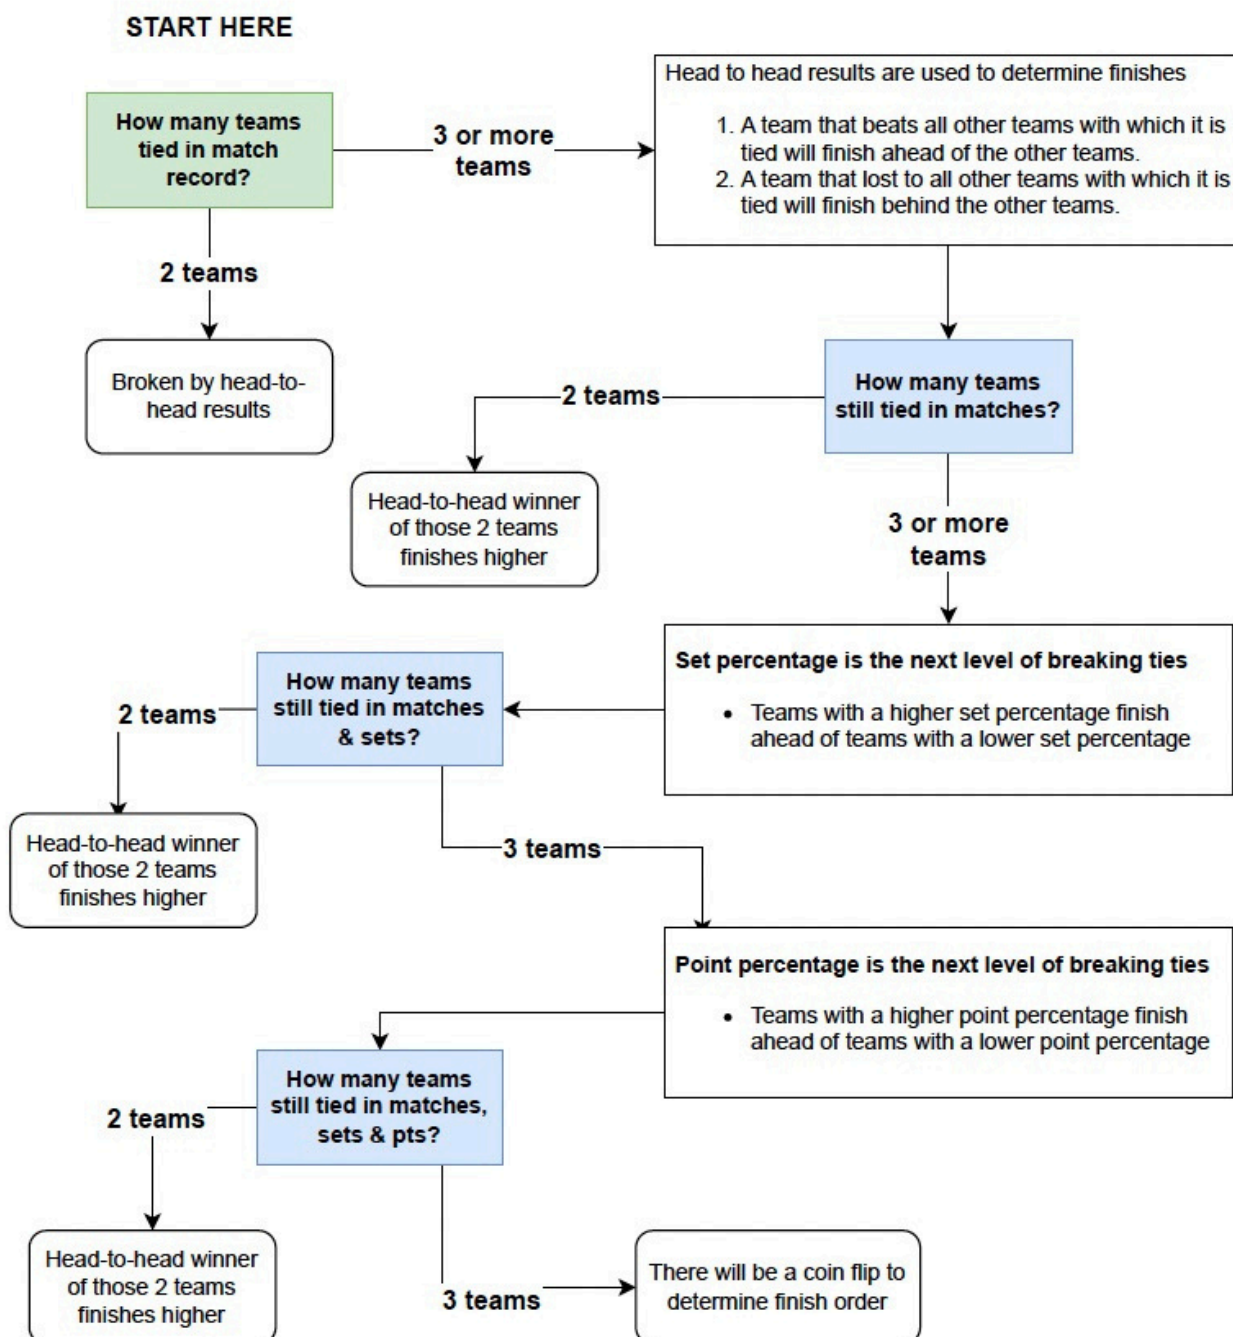 START HERE
How many teams
tied in match
record?
3 or more
teams
Head to head results are used to determine finishes
1. A team that beats all other teams with which it is
tied will finish ahead of the other teams.
2. A team that lost to all other teams with which it is
tied will finish behind the other teams.
2 teams
Broken by head-to-
head results
How many teams
still tied in matches?
2 teams
Head-to-head winner
of those 2 teams
finishes higher
3 or more
teams
Set percentage is the next level of breaking ties
• Teams with a higher set percentage finish
ahead of teams with a lower set percentage
How many teams
still tied in matches
& sets?
2 teams
Head-to-head winner
of those 2 teams
finishes higher
3 teams
Point percentage is the next level of breaking ties
• Teams with a higher point percentage finish
ahead of teams with a lower point percentage
How many teams
still tied in matches,
sets & pts?
2 teams
Head-to-head winner
of those 2 teams
finishes higher
3 teams
There will be a coin flip to
determine finish order